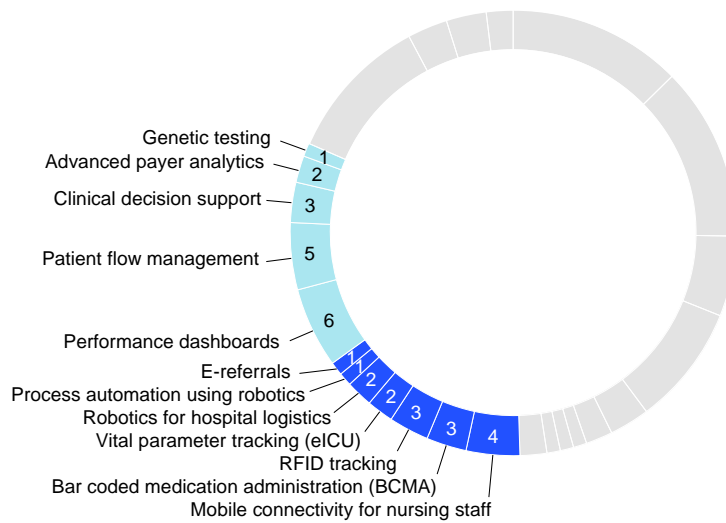 Genetic testing 1
Advanced payer analytics 2
Clinical decision support 3
Patient flow management 5
Performance dashboards 6
E-referrals 1
Process automation using robotics 1
Robotics for hospital logistics 2
Vital parameter tracking (eICU) 2
RFID tracking 3
Bar coded medication administration (BCMA) 3
Mobile connectivity for nursing staff 4